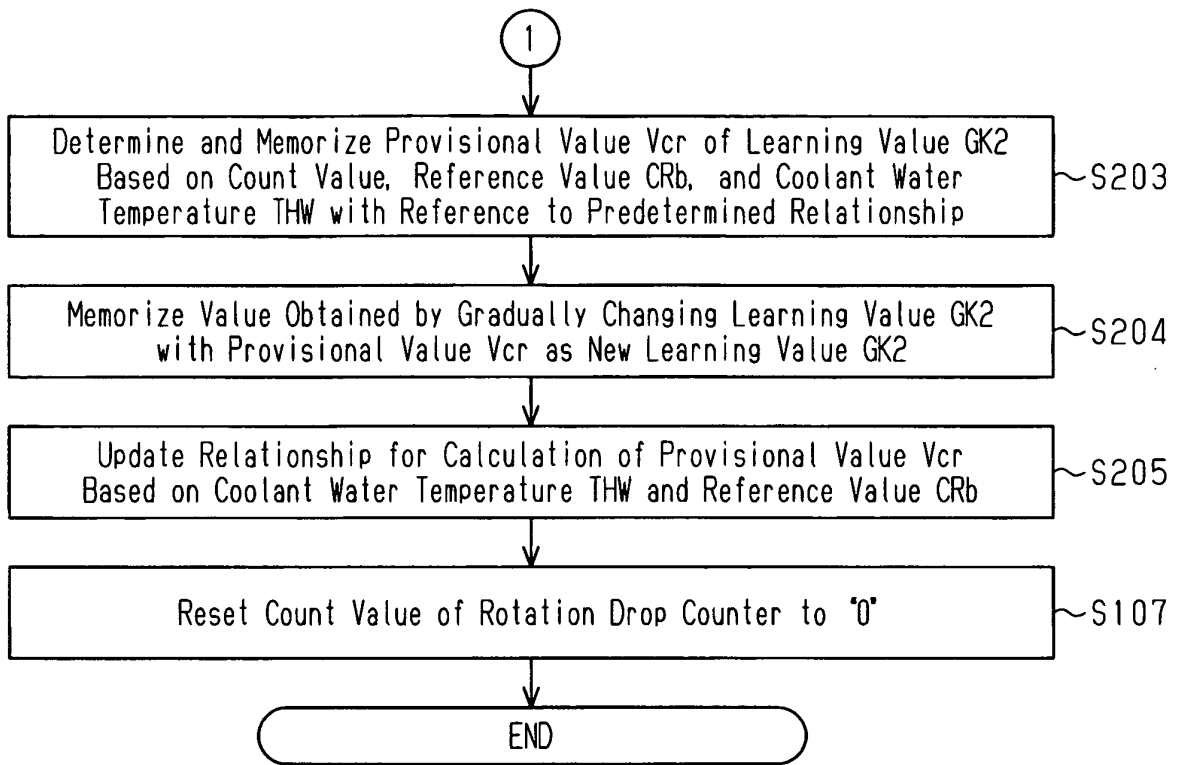 1
Determine and Memorize Provisional Value Vcr of Learning Value GK2
Based on Count Value, Reference Value CRb, and Coolant Water
Temperature THW with Reference to Predetermined Relationship
S203
Memorize Value Obtained by Gradually Changing Learning Value GK2
with Provisional Value Vcr as New Learning Value GK2
S204
Update Relationship for Calculation of Provisional Value Vcr
Based on Coolant Water Temperature THW and Reference Value CRb
S205
Reset Count Value of Rotation Drop Counter to "0"
S107
END